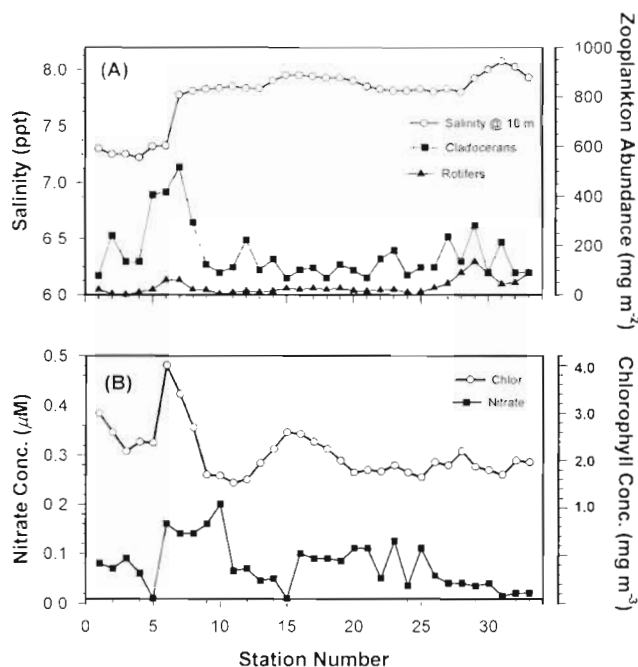 (A)
8.0
7.5
7.0
6.5
6.0
Salinity (ppt)
1000
800
600
400
200
0
Zooplankton Abundance (mg m-2)
Salinity @ 10 m
Cladocerans
Rotifers
(B)
0.5
0.4
0.3
0.2
0.1
0 0
Nitrate Conc. (μM)
4.0
3.0
2.0
1.0
Chlorophyll Conc. (mg m-3)
Chlor
Nitrate
0 5 10 15 20 25 30
Station Number